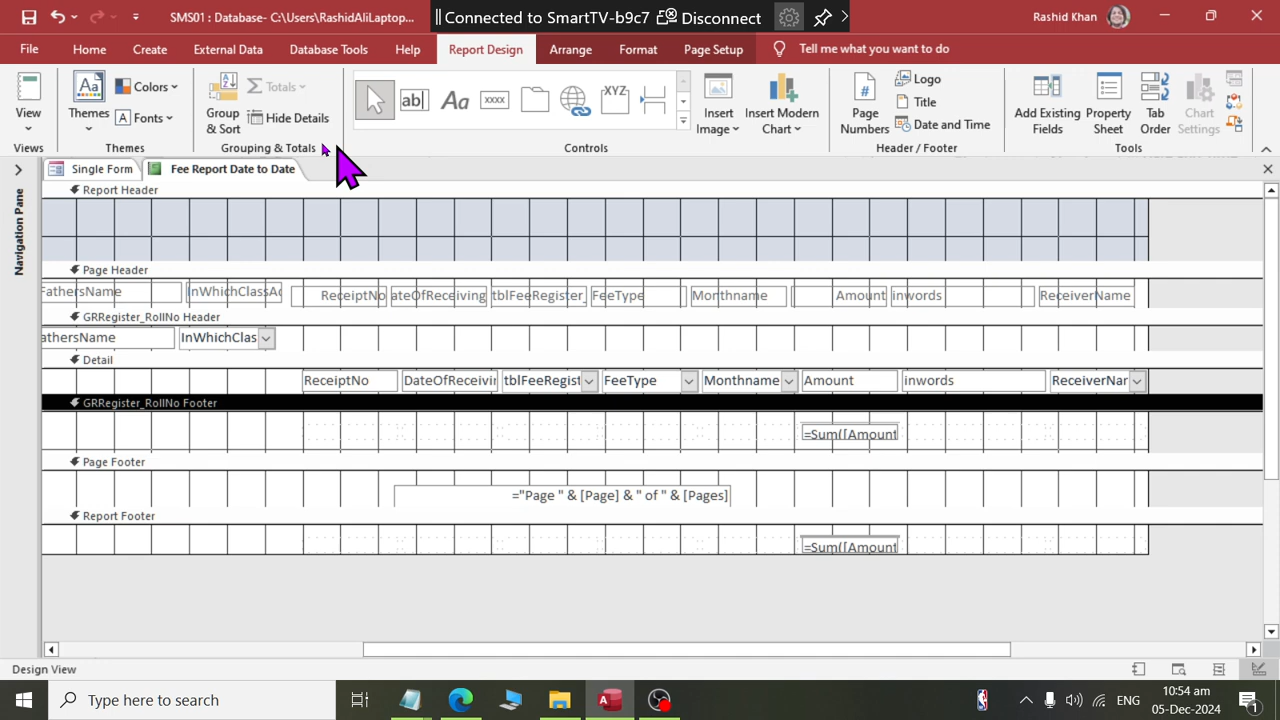 SMS01 : Database- C:\Users\RashidAliLaptop...
Connected to SmartTV-b9c7 Disconnect
Rashid Khan
File Home Create External Data Database Tools Help Report Design Arrange Format Page Setup Tell me what you want to do
View
Views
Themes
Colors
Fonts
Themes
Group & Sort
Totals
Hide Details
Grouping & Totals
ab
Aa
xxxx
XYZ
Controls
Insert Image
Insert Modern Chart
Page Numbers
Logo
Title
Date and Time
Header / Footer
Add Existing Fields
Property Sheet
Tab Order
Chart Settings
Tools
Single Form Fee Report Date to Date
Navigation Pane
Report Header
Page Header
FathersName InWhichClassAc ReceiptNo ateOfReceiving tblFeeRegister_ FeeType Monthname Amount inwords ReceiverName
GRRegister_RollNo Header
athersName InWhichClas
Detail
ReceiptNo DateOfReceivin tblFeeRegist FeeType Monthname Amount inwords ReceiverNar
GRRegister_RollNo Footer
=Sum([Amount
Page Footer
="Page " & [Page] & " of " & [Pages]
Report Footer
=Sum([Amount
Design View
Type here to search
ENG
10:54 am
05-Dec-2024
1